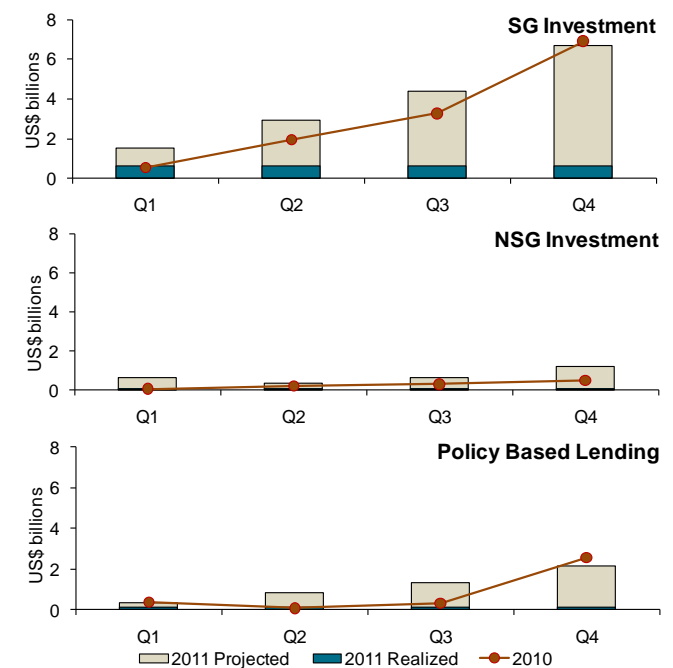 SG Investment
US$ billions
8
6
4
2
0
Q1 Q2 Q3 Q4
NSG Investment
US$ billions
8
6
4
2
0
Q1 Q2 Q3 Q4
Policy Based Lending
US$ billions
8
6
4
2
0
Q1 Q2 Q3 Q4
2011 Projected 2011 Realized 2010